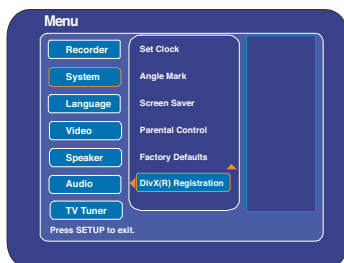 Menu
Recorder
System
Language
Video
Speaker
Audio
TV Tuner
Set Clock
Angle Mark
Screen Saver
Parental Control
Factory Defaults
DivX(R) Registration
Press SETUP to exit.